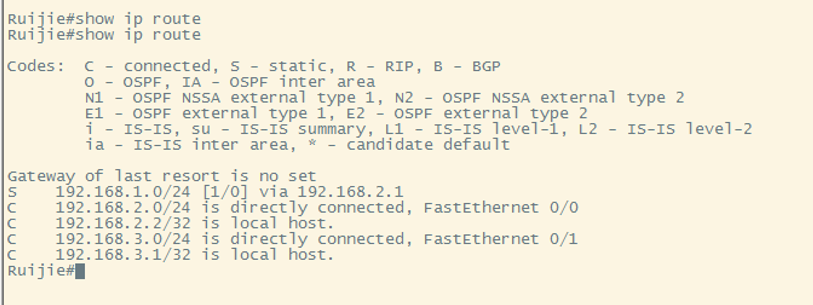 Ruijie#show ip route
Ruijie#show ip route
Codes:  C - connected, S - static, R - RIP, B - BGP
        O - OSPF, IA - OSPF inter area
        N1 - OSPF NSSA external type 1, N2 - OSPF NSSA external type 2
        E1 - OSPF external type 1, E2 - OSPF external type 2
        i - IS-IS, su - IS-IS summary, L1 - IS-IS level-1, L2 - IS-IS level-2
        ia - IS-IS inter area, * - candidate default
Gateway of last resort is no set
S    192.168.1.0/24 [1/0] via 192.168.2.1
C    192.168.2.0/24 is directly connected, FastEthernet 0/0
C    192.168.2.2/32 is local host.
C    192.168.3.0/24 is directly connected, FastEthernet 0/1
C    192.168.3.1/32 is local host.
Ruijie#